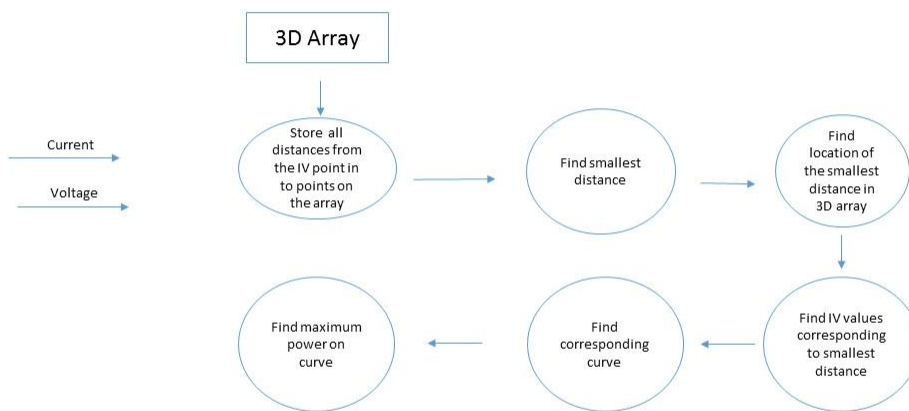 3D Array
Current
Voltage
Store all
distances from
the IV point in
to points on
the array
Find smallest
distance
Find
location of
the smallest
distance in
3D array
Find IV values
corresponding
to smallest
distance
Find
corresponding
curve
Find maximum
power on
curve